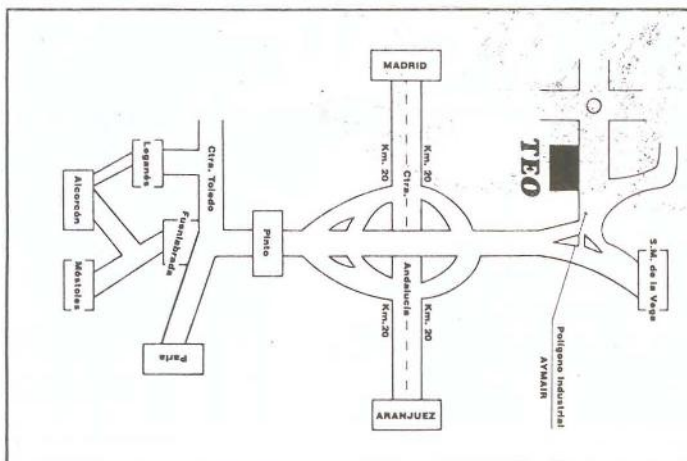 MADRID
Km. 20
Km. 20
Ctra.
Andalucía
Km. 20
Km. 20
ARANJUEZ
TEO
S.M. de la Vega
Polígono Industrial
AYMAIR
Pinto
Ctra. Toledo
Leganés
Alcorcón
Fuenlabrada
Móstoles
Parla